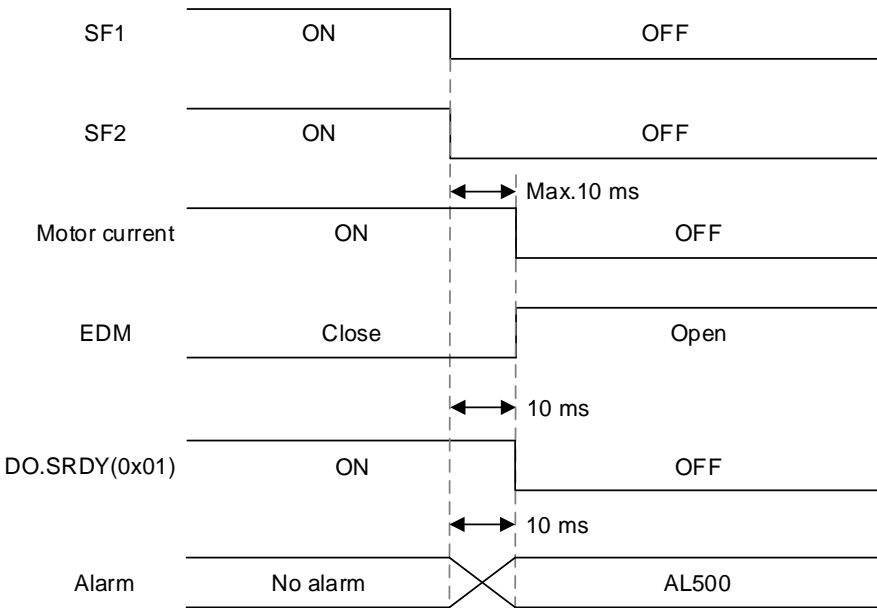 SF1 ON OFF
SF2 ON OFF
Max.10 ms
Motor current ON OFF
EDM Close Open
10 ms
DO.SRDY(0x01) ON OFF
10 ms
Alarm No alarm AL500